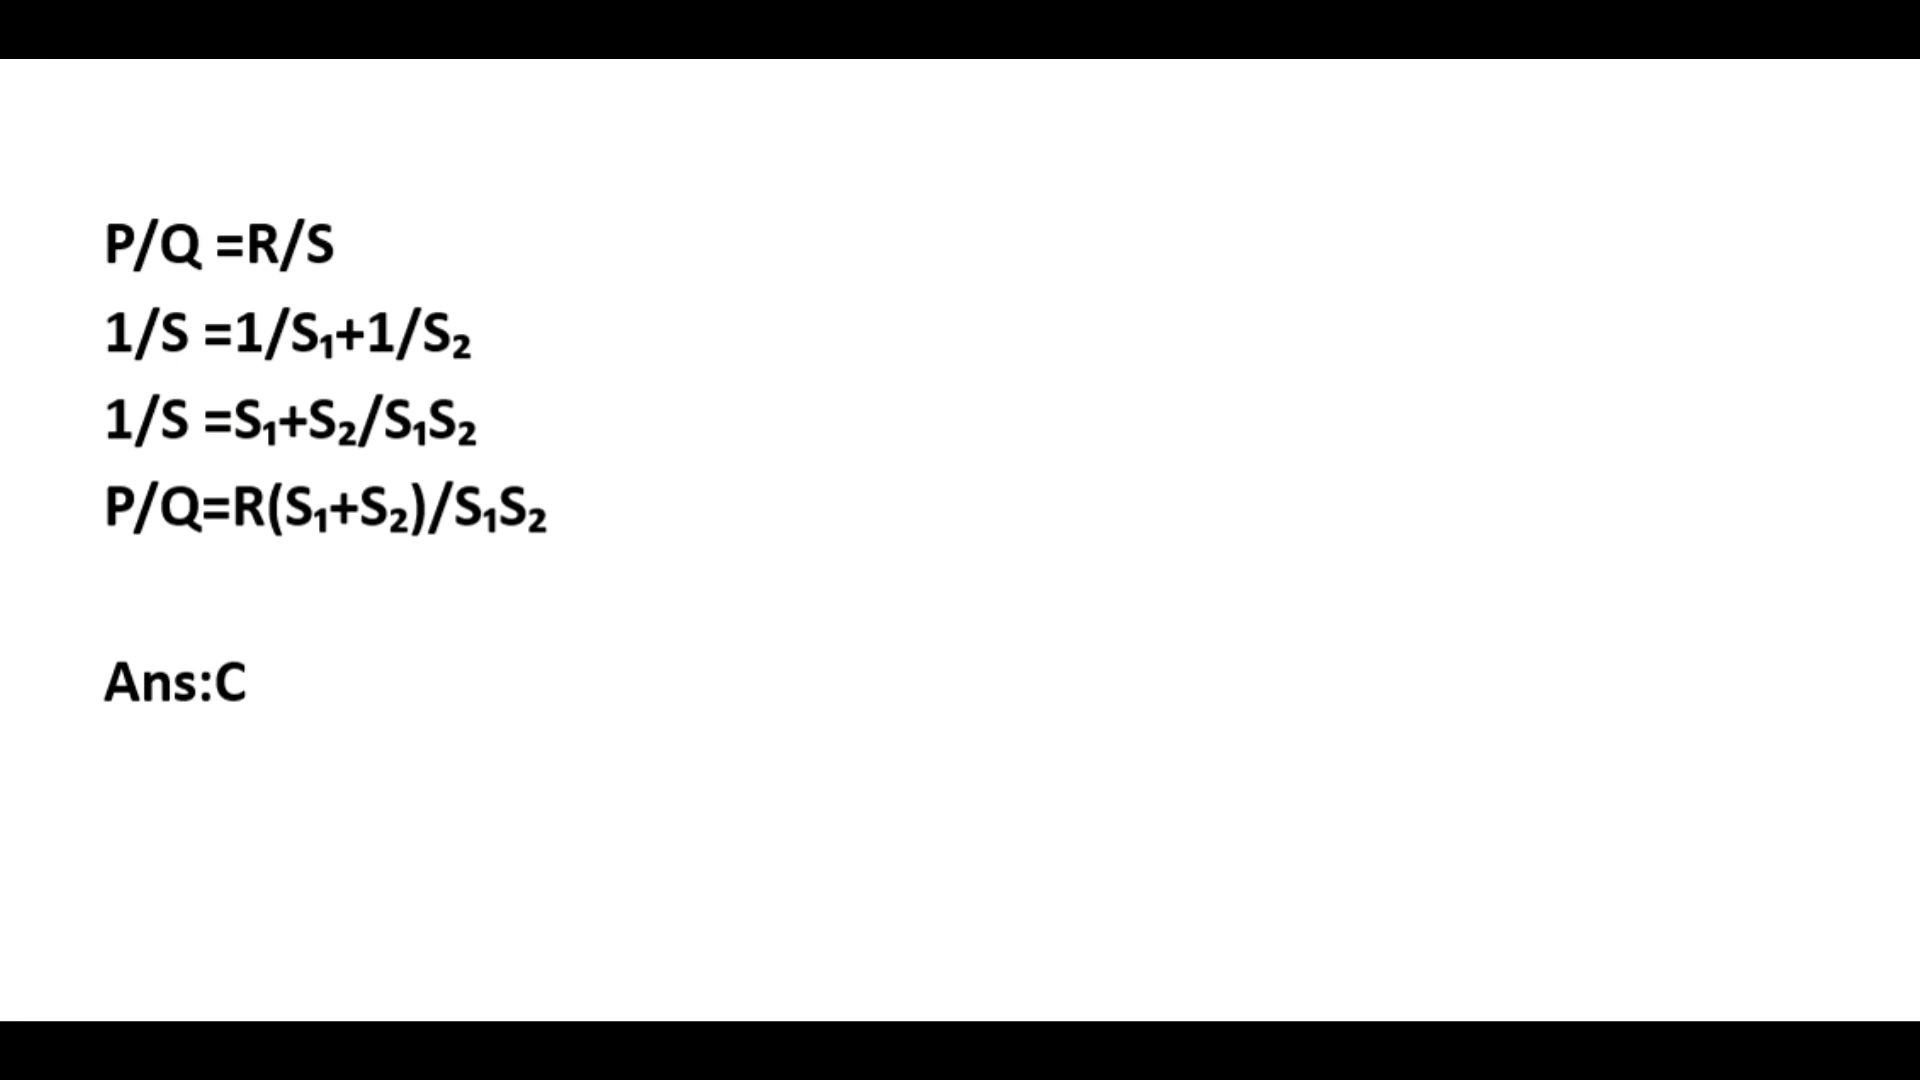 P/Q =R/S
1/S =1/S₁+1/S₂
1/S =S₁+S₂/S₁S₂
P/Q=R(S₁+S₂)/S₁S₂
Ans:C